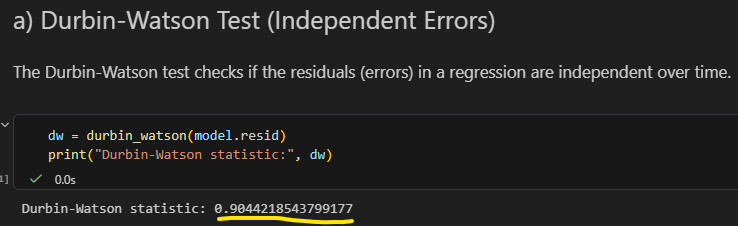 a) Durbin-Watson Test (Independent Errors)
The Durbin-Watson test checks if the residuals (errors) in a regression are independent over time.
dw = durbin_watson(model.resid)
print("Durbin-Watson statistic:", dw)
0.0s
Durbin-Watson statistic: 0.9044218543799177